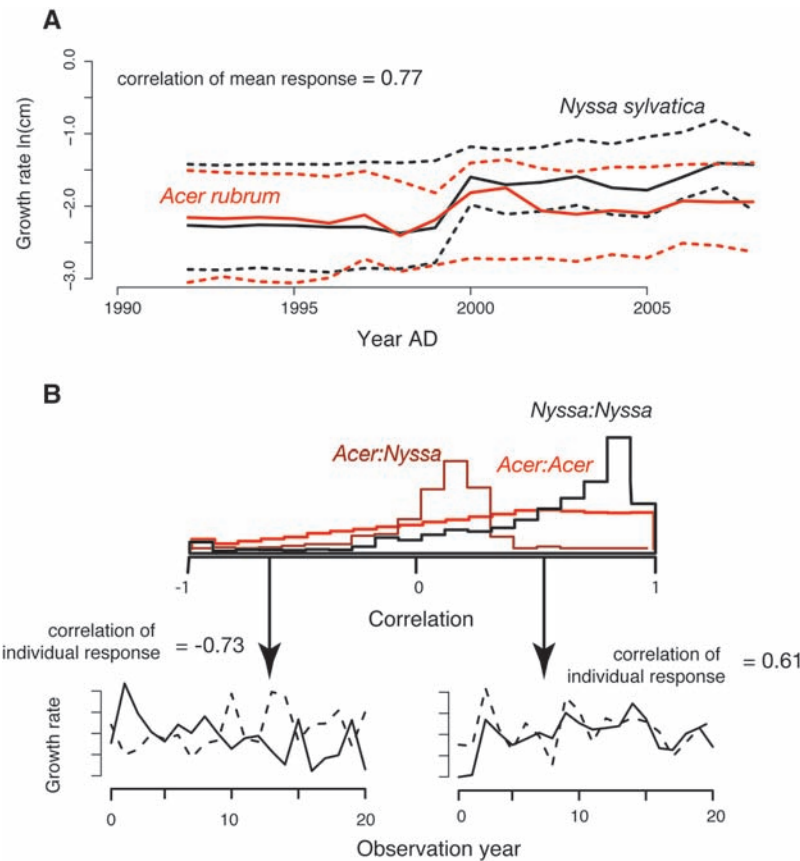 A
correlation of mean response = 0.77
Nyssa sylvatica
Acer rubrum
Growth rate ln(cm)
0.0
-1.0
-2.0
-3.0
1990 1995 2000 2005
Year AD
B
Nyssa:Nyssa
Acer:Nyssa
Acer:Acer
-1 0 1
Correlation
correlation of
individual response = -0.73
correlation of
individual response = 0.61
Growth rate
0 10 20
0 10 20
Observation year